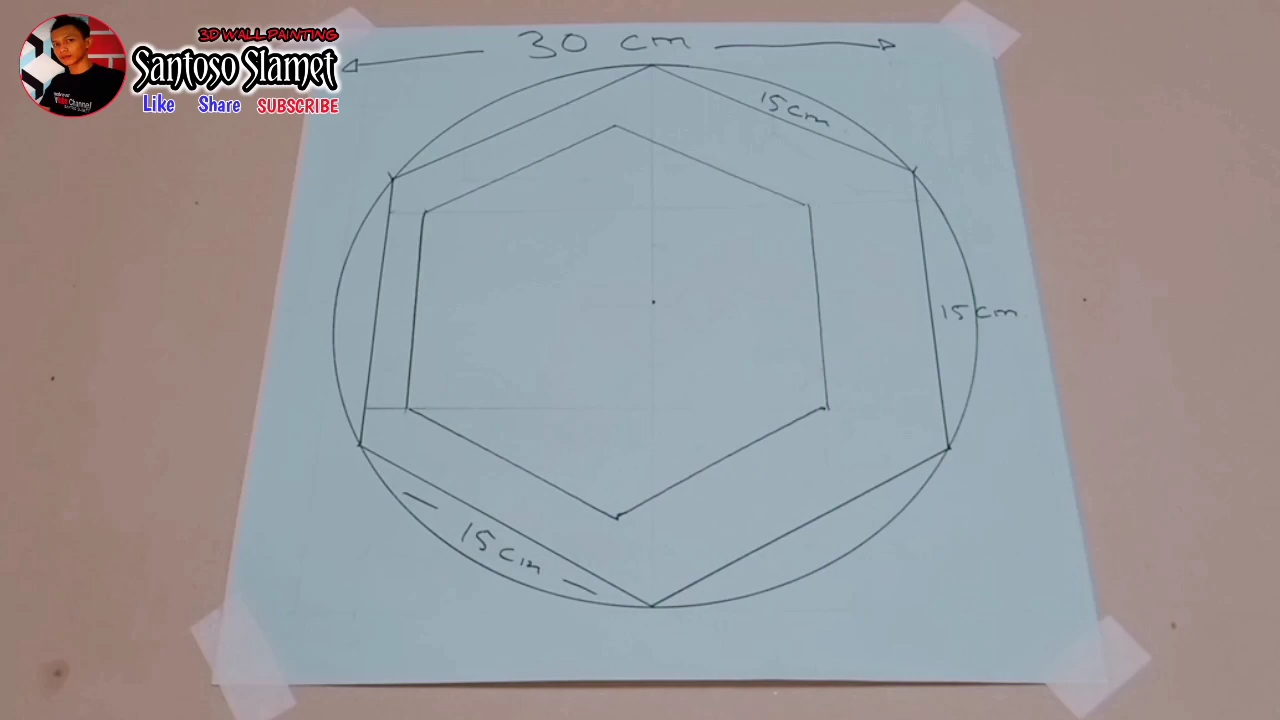 3D WALL PAINTING
Santoso Slamet
Like Share SUBSCRIBE
30 cm
15cm
15cm
15cm